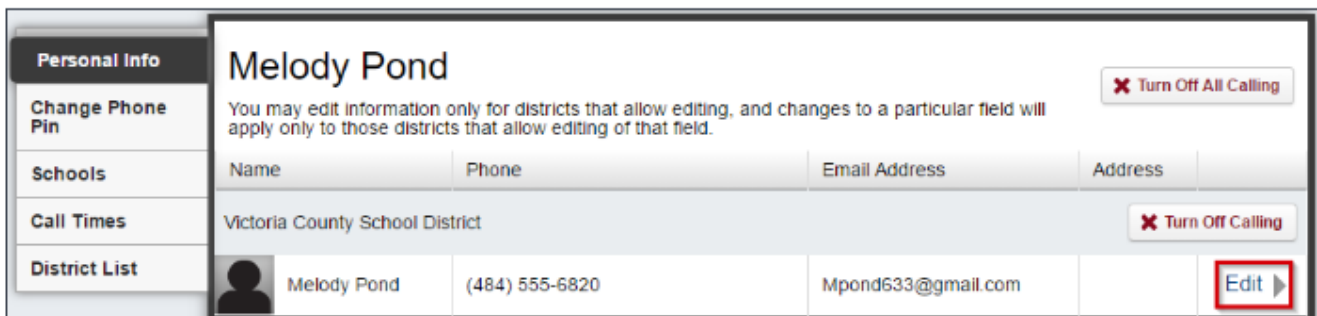 Personal Info
Change Phone
Pin
Schools
Call Times
District List
Melody Pond
Turn Off All Calling
You may edit information only for districts that allow editing, and changes to a particular field will
apply only to those districts that allow editing of that field.
Name Phone Email Address Address
Victoria County School District Turn Off Calling
Melody Pond (484) 555-6820 Mpond633@gmail.com Edit